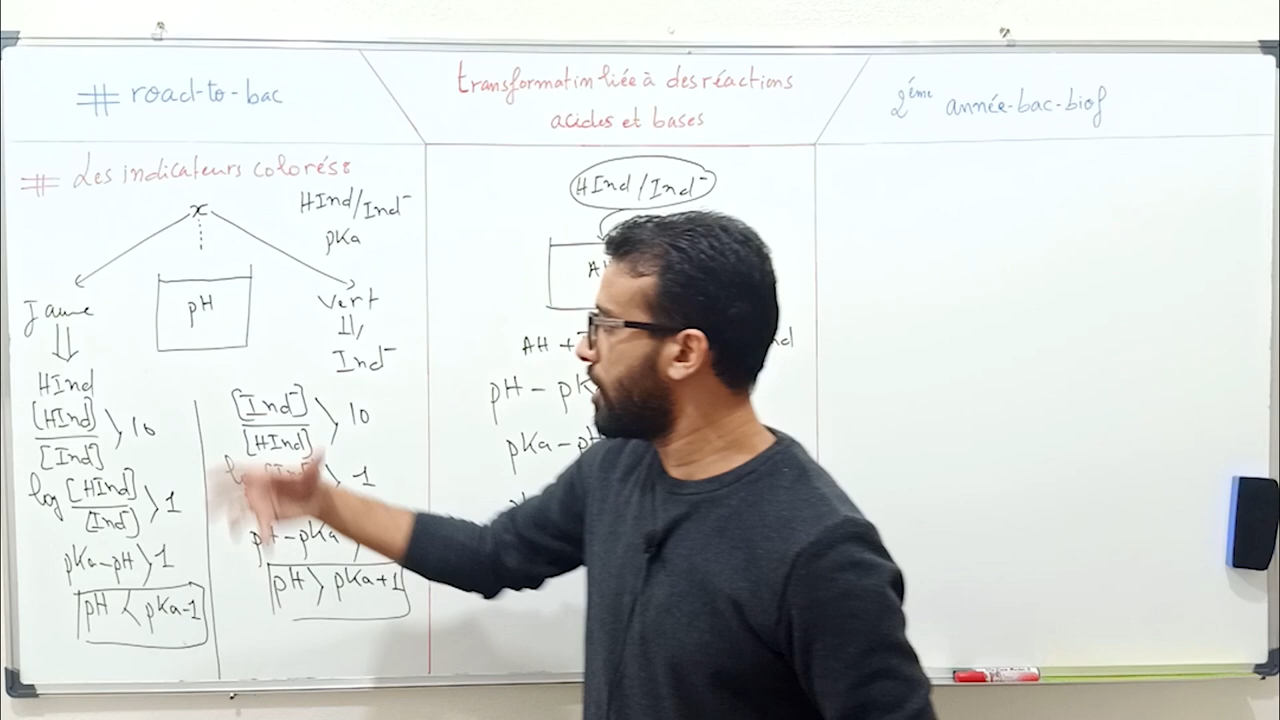 # road-to-bac
transformation liée à des réactions
acides et bases
2ème année-bac-biof
# Les indicateurs colorés:
x
HInd/Ind⁻
pKa
Jaune
pH
Vert
Ind⁻
HInd
[HInd]
[Ind⁻] > 10
log [HInd]
[Ind⁻] > 1
pKa-pH > 1
pH < pKa-1
[Ind⁻]
[HInd] > 10
> 1
pH-pKa
pH > pKa+1
HInd/Ind⁻
AH +
pH - pK
pKa - pH